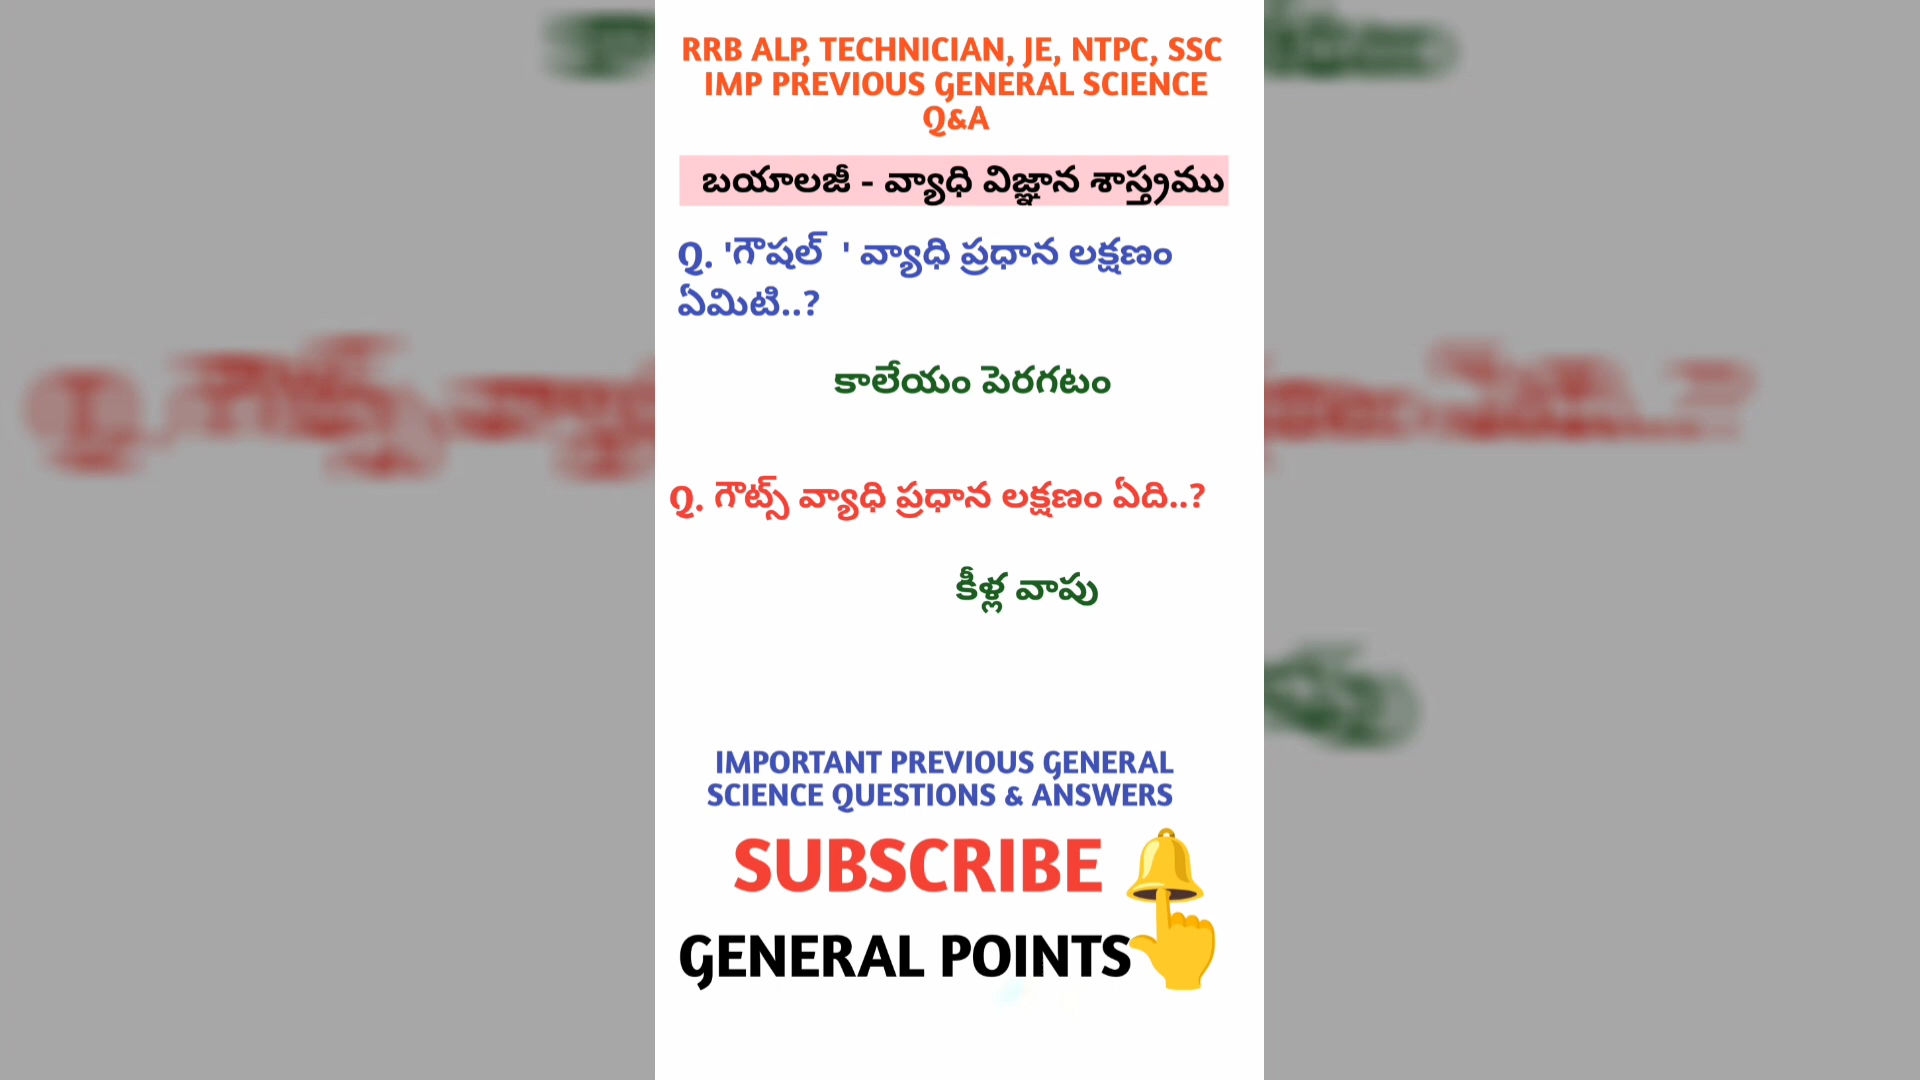 RRB ALP, TECHNICIAN, JE, NTPC, SSC
IMP PREVIOUS GENERAL SCIENCE
Q&A
బయాలజీ - వ్యాధి విజ్ఞాన శాస్త్రము
Q. 'గౌషల్ ' వ్యాధి ప్రధాన లక్షణం
ఏమిటి..?
కాలేయం పెరగటం
Q. గౌట్స్ వ్యాధి ప్రధాన లక్షణం ఏది..?
కీళ్ల వాపు
IMPORTANT PREVIOUS GENERAL
SCIENCE QUESTIONS & ANSWERS
SUBSCRIBE
GENERAL POINTS